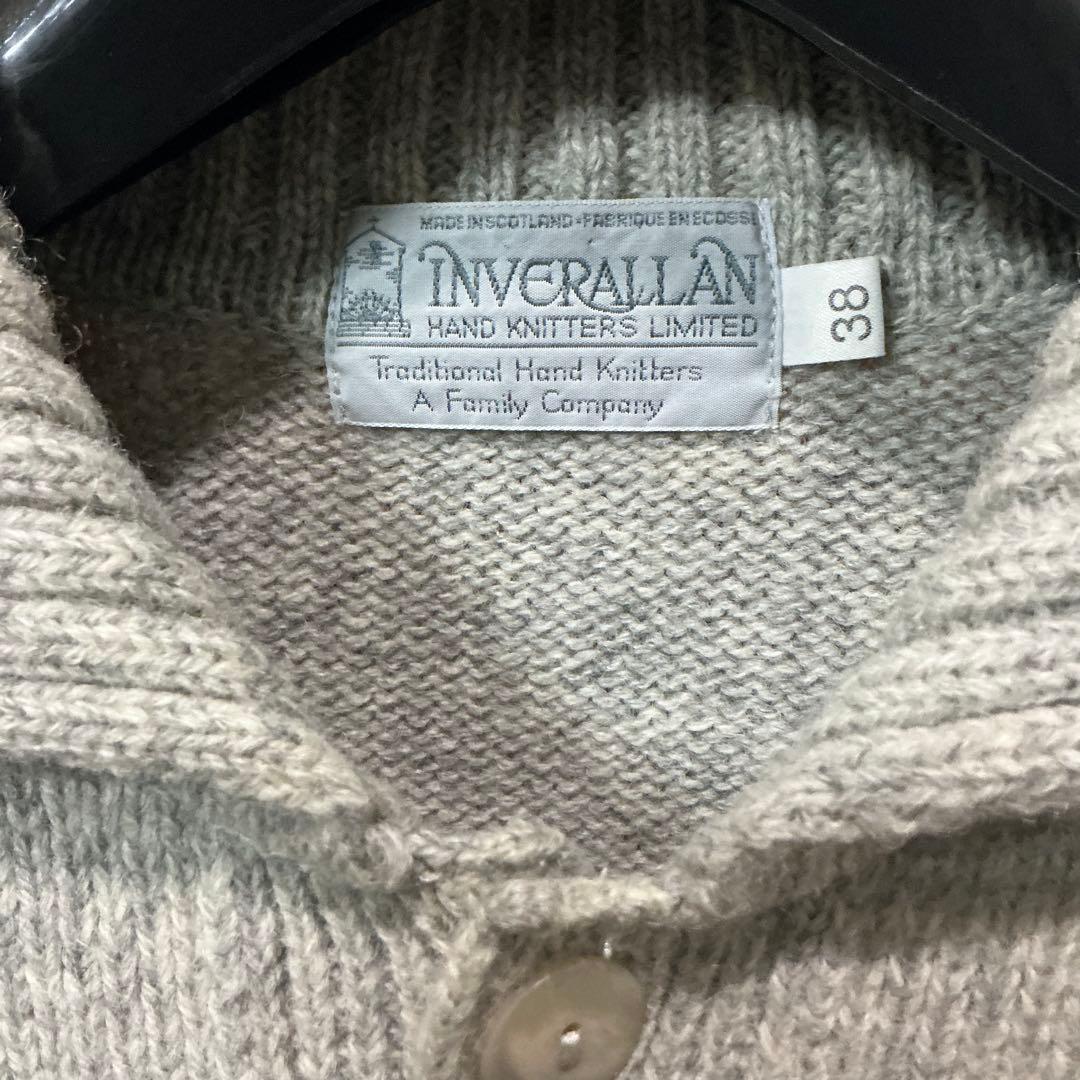 MADE IN SCOTLAND - FABRIQUE EN ECOSSE
INVERALLAN
HAND KNITTERS LIMITED
Traditional Hand Knitters
A Family Company
38